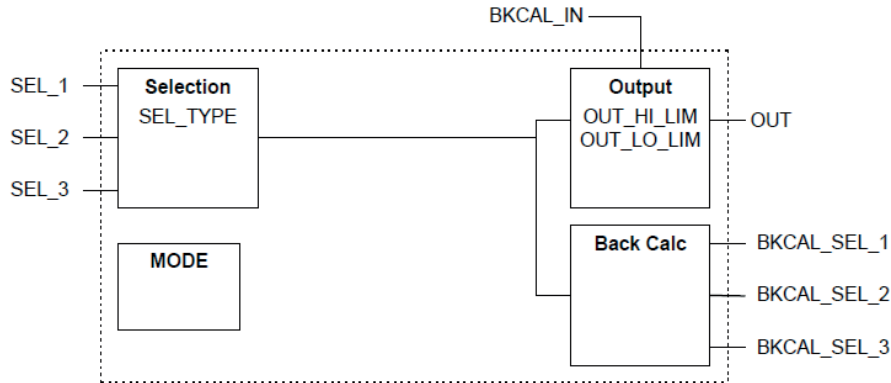 BKCAL_IN
SEL_1
SEL_2
SEL_3
Selection
SEL_TYPE
Output
OUT_HI_LIM
OUT_LO_LIM
OUT
MODE
Back Calc
BKCAL_SEL_1
BKCAL_SEL_2
BKCAL_SEL_3